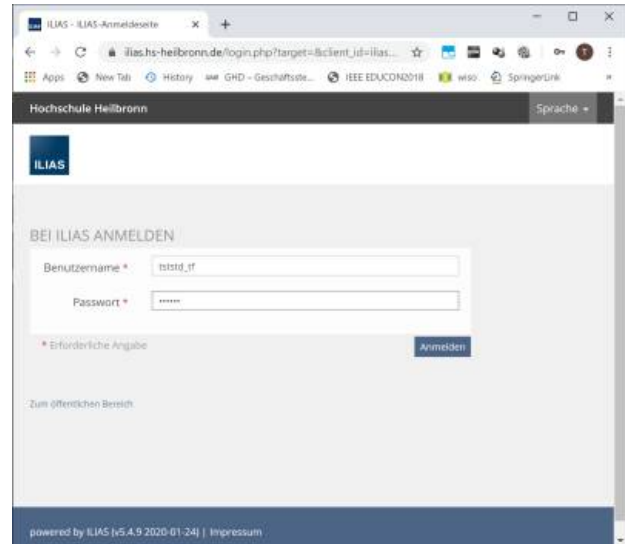 ILIAS - ILIAS-Anmeldeseite
ilias.hs-heilbronn.de/login.php?target=&client_id=ilias...
Apps New Tab History GHD – Geschäftsste... IEEE EDUCON2018 wiso SpringerLink
Hochschule Heilbronn Sprache
ILIAS
BEI ILIAS ANMELDEN
Benutzername * tststd_tf
Passwort * ••••••
* Erforderliche Angabe Anmelden
Zum öffentlichen Bereich
powered by ILIAS (v5.4.9 2020-01-24) | Impressum